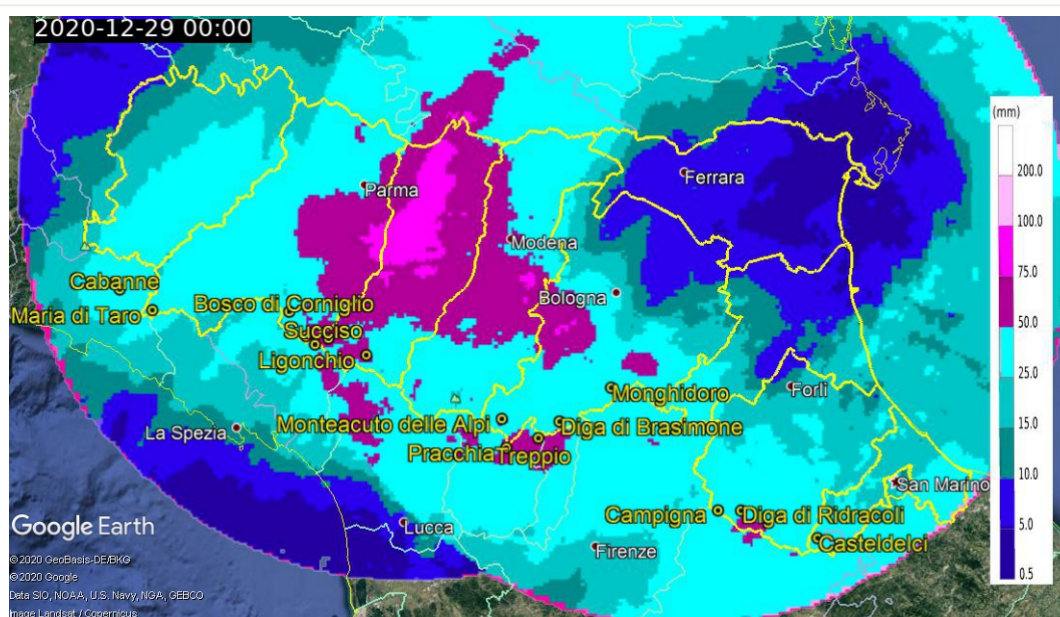 2020-12-29 00:00
(mm)
200.0
100.0
75.0
50.0
25.0
15.0
10.0
5.0
0.5
Parma
Ferrara
Modena
Cabanne
Maria di Taro
Bosco di Corniglio
Bologna
Succiso
Ligonchio
Monghidoro
Forlì
La Spezia
Monteacuto delle Alpi
Diga di Brasimone
Pracchia
Treppio
San Marino
Campigna
Diga di Ridracoli
Lucca
Firenze
Casteldelci
Google Earth
©2020 GeoBasis-DE/BKG
©2020 Google
Data SIO, NOAA, U.S. Navy, NGA, GEBCO
Image Landsat / Copernicus